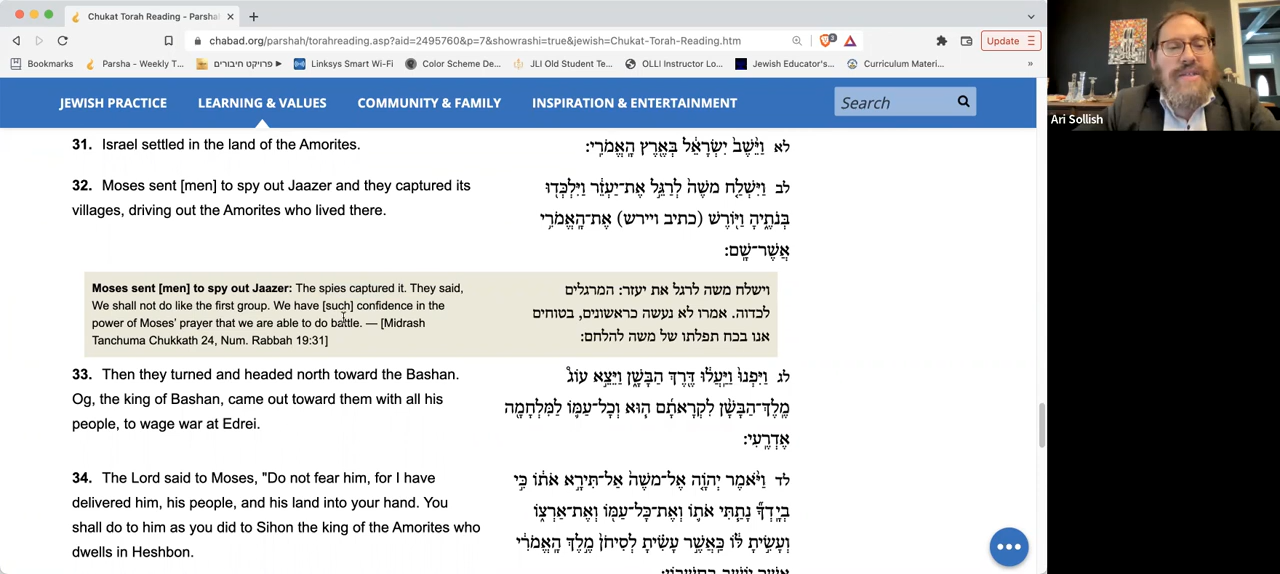 Chukat Torah Reading - Parshah
chabad.org/parshah/torahreading.asp?aid=2495760&p=7&showrashi=true&jewish=Chukat-Torah-Reading.htm
Update
Bookmarks
Parsha - Weekly T...
פרויקט חיבורים
Linksys Smart Wi-Fi
Color Scheme De...
JLI Old Student Te...
OLLI Instructor Lo...
Jewish Educator's...
Curriculum Materi...
JEWISH PRACTICE
LEARNING & VALUES
COMMUNITY & FAMILY
INSPIRATION & ENTERTAINMENT
Search
Ari Sollish
31. Israel settled in the land of the Amorites.
לא וַיֵּ֨שֶׁב֙ יִשְׂרָאֵ֔ל בְּאֶ֖רֶץ הָֽאֱמֹרִֽי:
32. Moses sent [men] to spy out Jaazer and they captured its
villages, driving out the Amorites who lived there.
לב וַיִּשְׁלַ֤ח משֶׁה֙ לְרַגֵּ֣ל אֶת־יַעְזֵ֔ר וַיִּלְכְּד֖וּ
בְּנֹתֶ֑יהָ וַיּ֖וֹרֶשׁ (כתיב ויירש) אֶת־הָֽאֱמֹרִ֥י
אֲשֶׁר־שָֽׁם:
Moses sent [men] to spy out Jaazer: The spies captured it. They said,
We shall not do like the first group. We have [such] confidence in the
power of Moses' prayer that we are able to do battle. — [Midrash
Tanchuma Chukkath 24, Num. Rabbah 19:31]
וישלח משה לרגל את יעזר: המרגלים
לכדוה. אמרו לא נעשה כראשונים, בטוחים
אנו בכח תפלתו של משה להלחם:
33. Then they turned and headed north toward the Bashan.
Og, the king of Bashan, came out toward them with all his
people, to wage war at Edrei.
לג וַיִּפְנוּ֙ וַיַּֽעֲל֔וּ דֶּ֖רֶךְ הַבָּשָׁ֑ן וַיֵּצֵ֣א עוֹג֩
מֶֽלֶךְ־הַבָּשָׁ֨ן לִקְרָאתָ֜ם ה֧וּא וְכָל־עַמּ֛וֹ לַמִּלְחָמָ֖ה
אֶדְרֶֽעִי:
34. The Lord said to Moses, "Do not fear him, for I have
delivered him, his people, and his land into your hand. You
shall do to him as you did to Sihon the king of the Amorites who
dwells in Heshbon.
לד וַיֹּ֨אמֶר יְהֹוָ֤ה אֶל־משֶׁה֙ אַל־תִּירָ֣א אֹת֔וֹ כִּ֣י
בְיָֽדְךָ֞ נָתַ֧תִּי אֹת֛וֹ וְאֶת־כָּל־עַמּ֖וֹ וְאֶת־אַרְצ֑וֹ
וְעָשִׂ֣יתָ לּ֔וֹ כַּֽאֲשֶׁ֣ר עָשִׂ֗יתָ לְסִיחֹן֙ מֶ֣לֶךְ הָֽאֱמֹרִ֔י